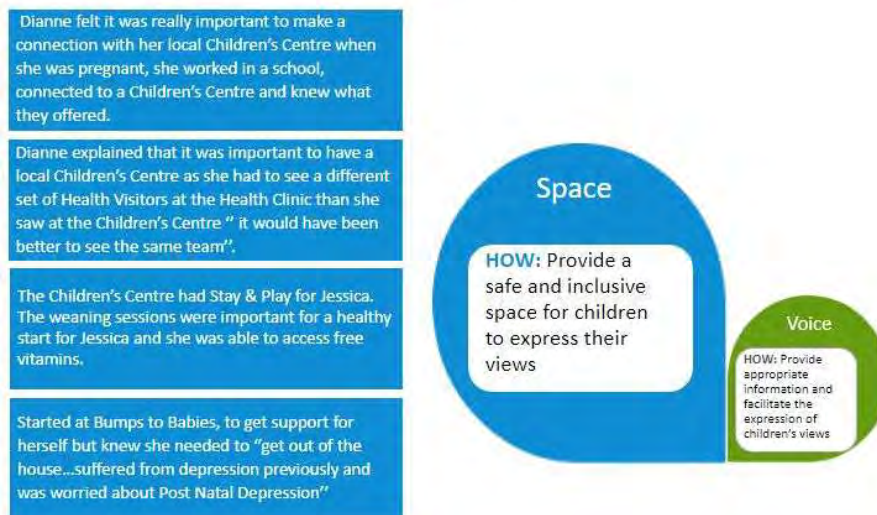 Dianne felt it was really important to make a
connection with her local Children's Centre when
she was pregnant, she worked in a school,
connected to a Children's Centre and knew what
they offered.
Dianne explained that it was important to have a
local Children's Centre as she had to see a different
set of Health Visitors at the Health Clinic than she
saw at the Children's Centre " it would have been
better to see the same team".
The Children's Centre had Stay & Play for Jessica.
The weaning sessions were important for a healthy
start for Jessica and she was able to access free
vitamins.
Started at Bumps to Babies, to get support for
herself but knew she needed to "get out of the
house...suffered from depression previously and
was worried about Post Natal Depression"
Space
HOW: Provide a
safe and inclusive
space for children
to express their
views
Voice
HOW: Provide
appropriate
information and
facilitate the
expression of
children's views